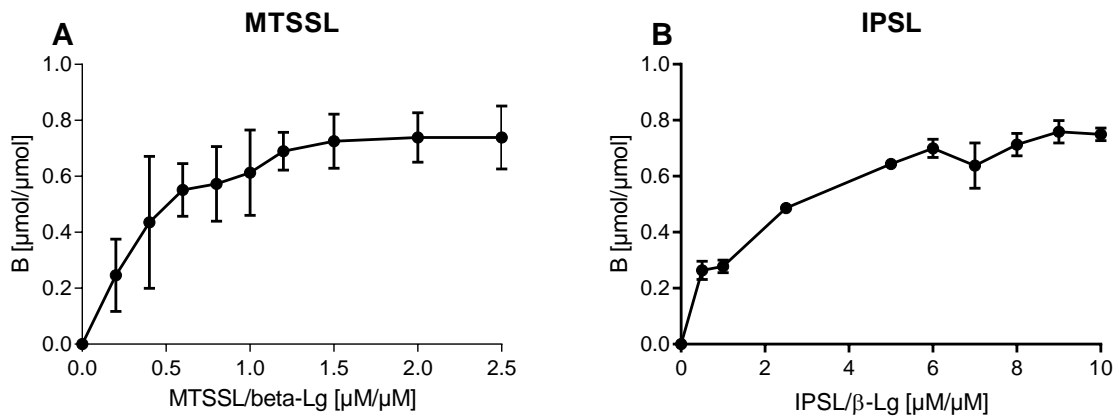 A
MTSSL
1.0
0.8
0.6
0.4
0.2
0.0
B [µmol/µmol]
0.0 0.5 1.0 1.5 2.0 2.5
MTSSL/beta-Lg [µM/µM]
B
IPSL
1.0
0.8
0.6
0.4
0.2
0.0
B [µmol/µmol]
0 2 4 6 8 10
IPSL/β-Lg [µM/µM]